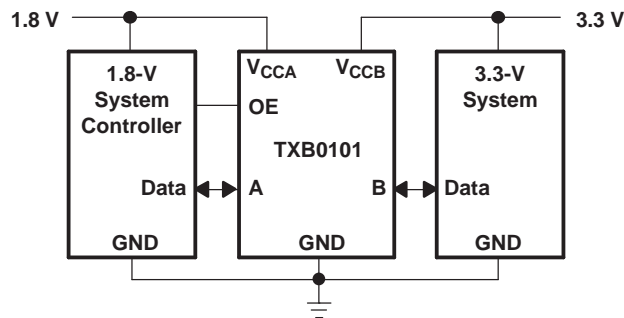 1.8 V
3.3 V
1.8-V
System
Controller
Data
GND
VCCA
VCCB
OE
TXB0101
A
B
GND
3.3-V
System
Data
GND